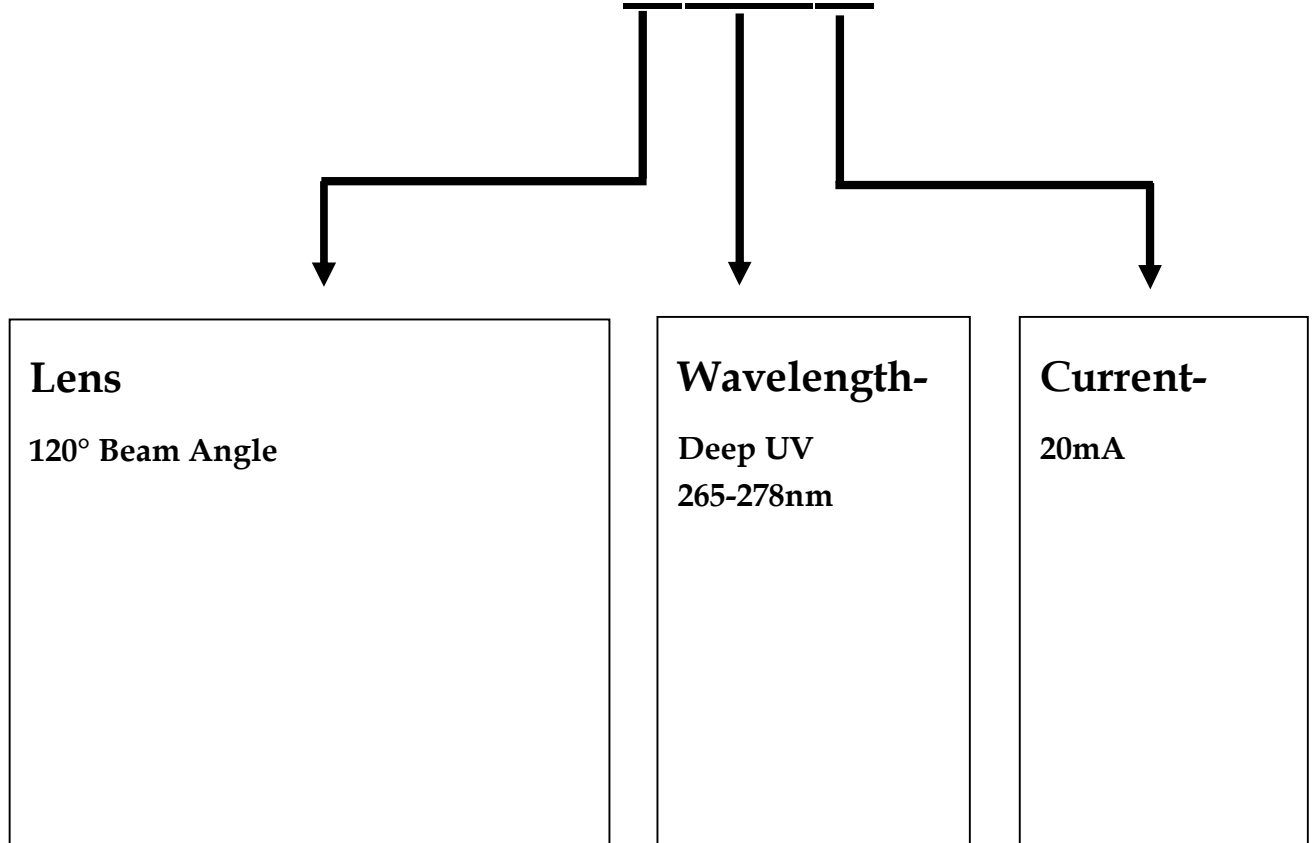 Lens
120° Beam Angle
Wavelength-
Deep UV
265-278nm
Current-
20mA